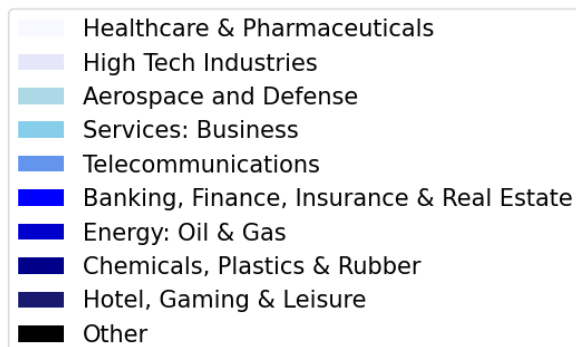 Healthcare & Pharmaceuticals
High Tech Industries
Aerospace and Defense
Services: Business
Telecommunications
Banking, Finance, Insurance & Real Estate
Energy: Oil & Gas
Chemicals, Plastics & Rubber
Hotel, Gaming & Leisure
Other